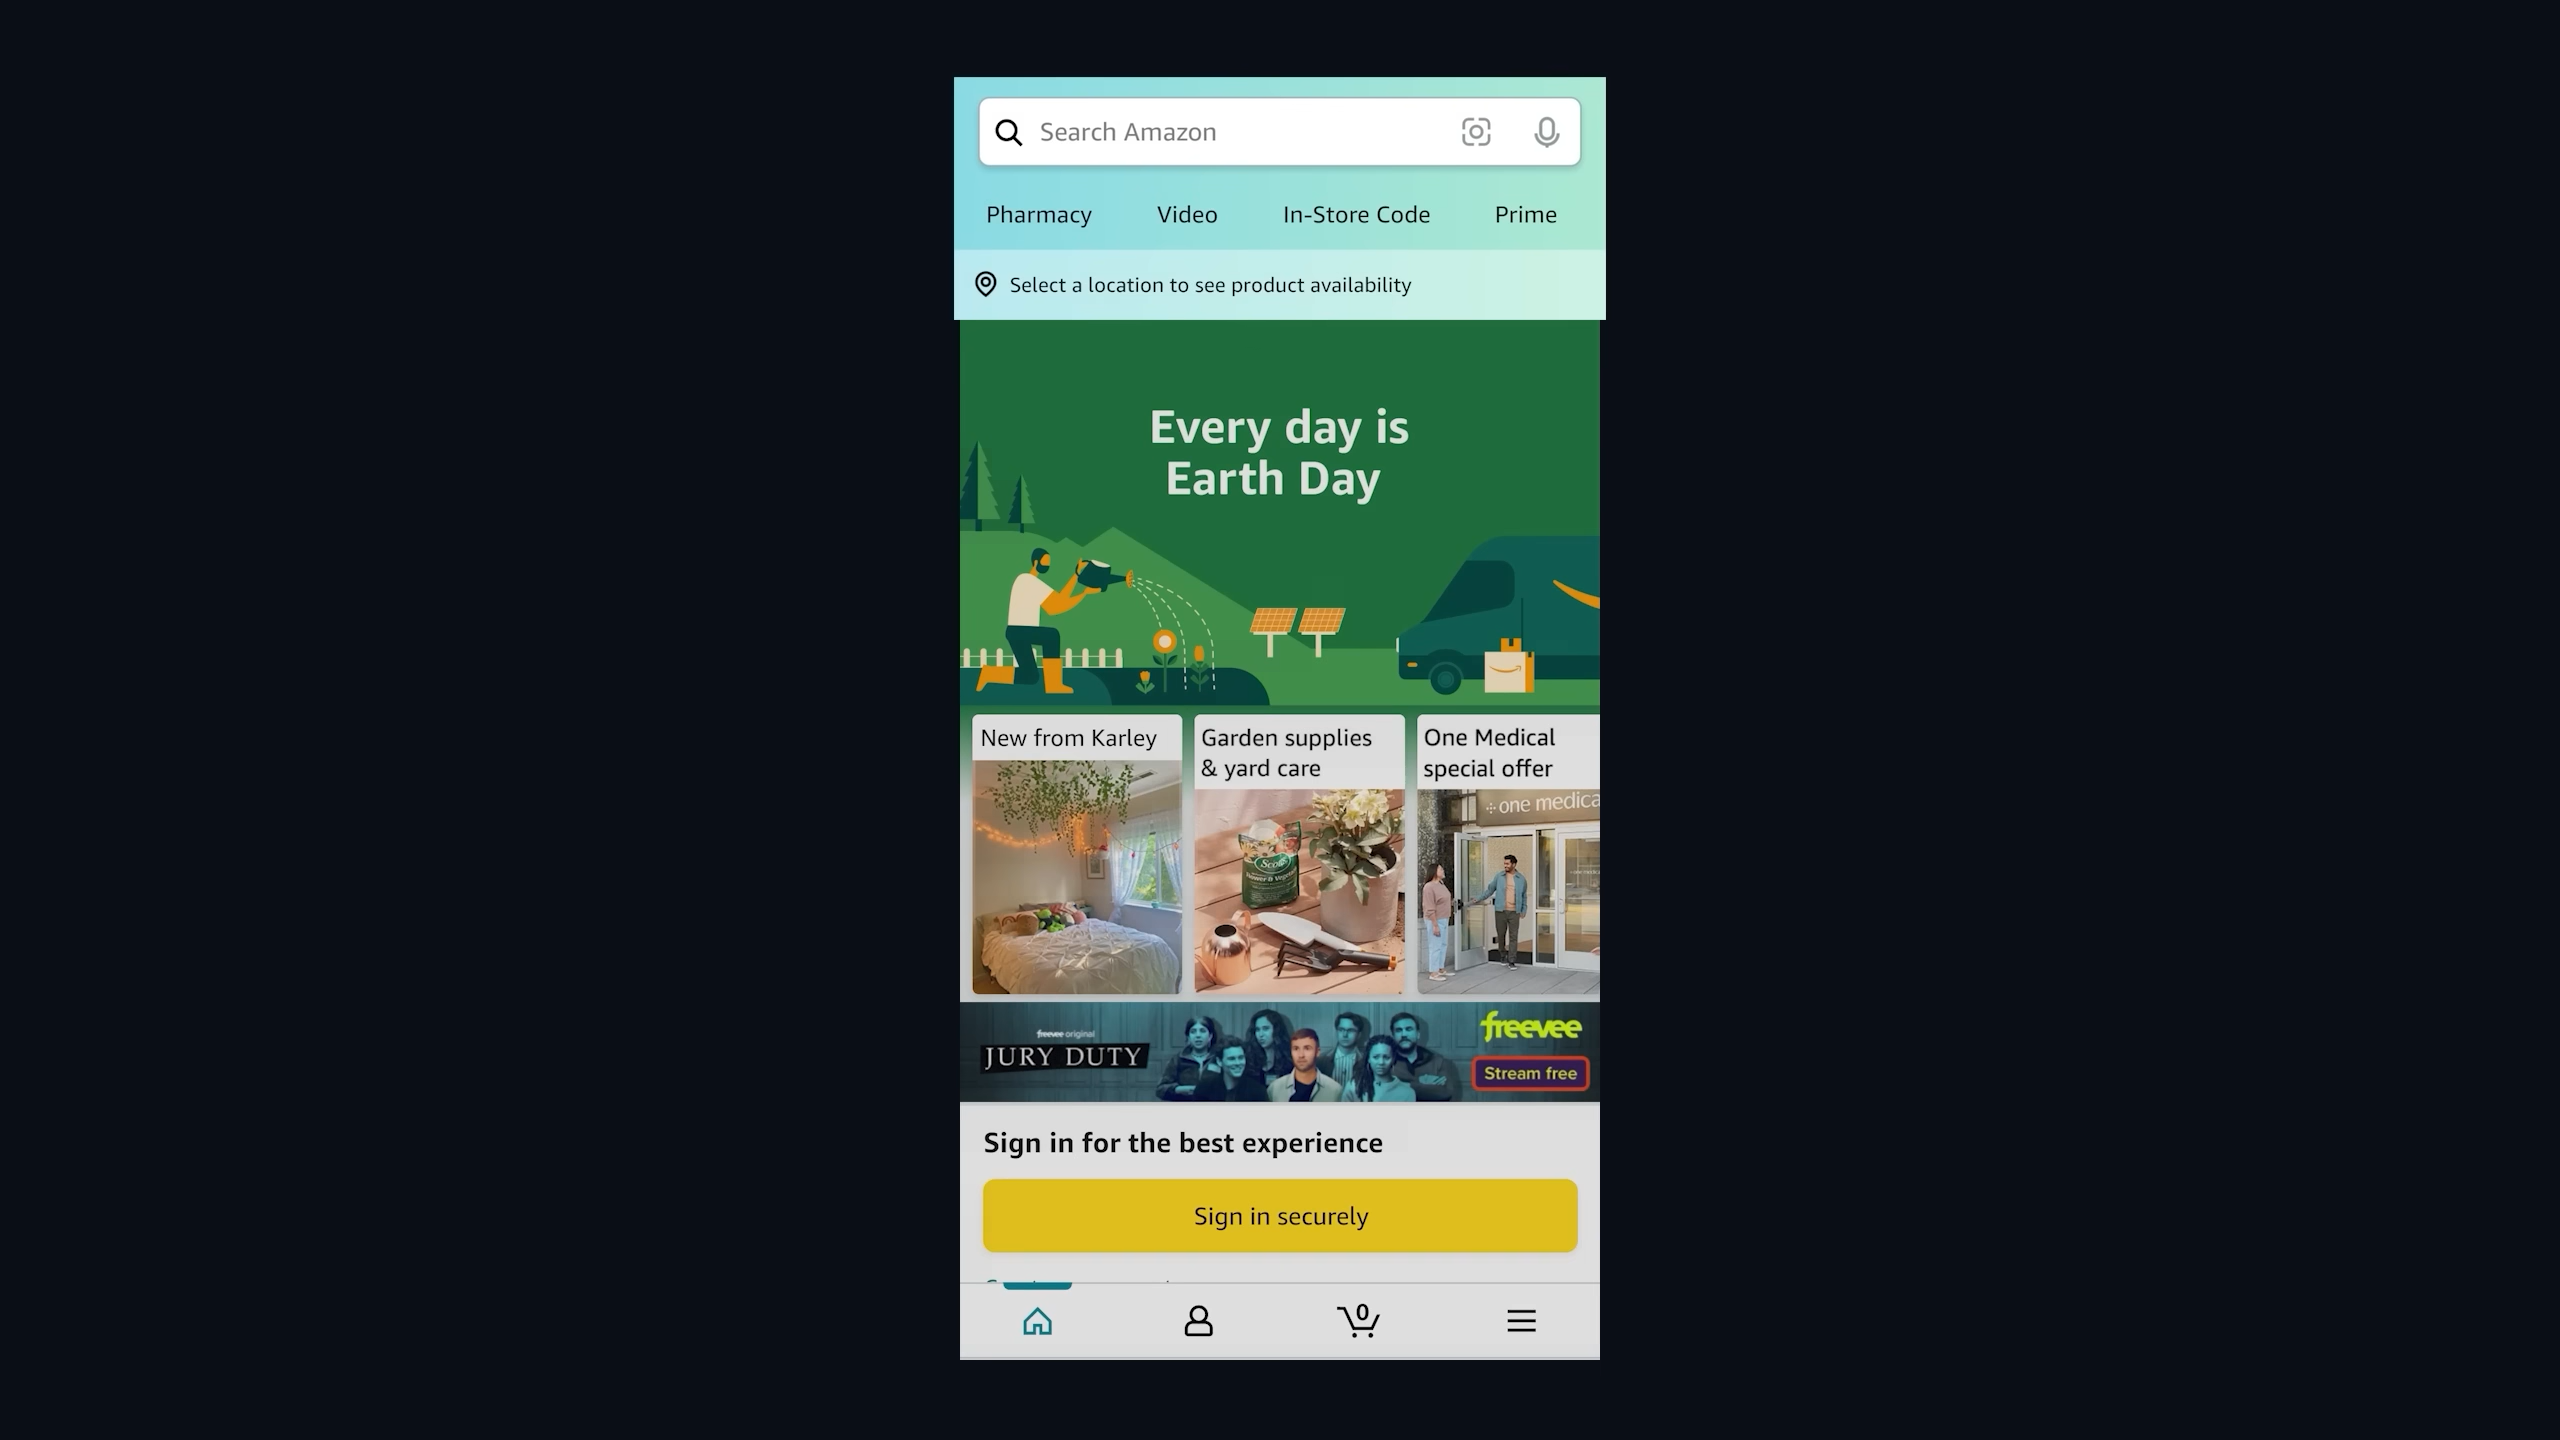 Search Amazon
Pharmacy Video In-Store Code Prime
Select a location to see product availability
Every day is
Earth Day
New from Karley
Garden supplies
& yard care
One Medical
special offer
one medica
Scotts
freevee original
JURY DUTY
freevee
Stream free
Sign in for the best experience
Sign in securely
0